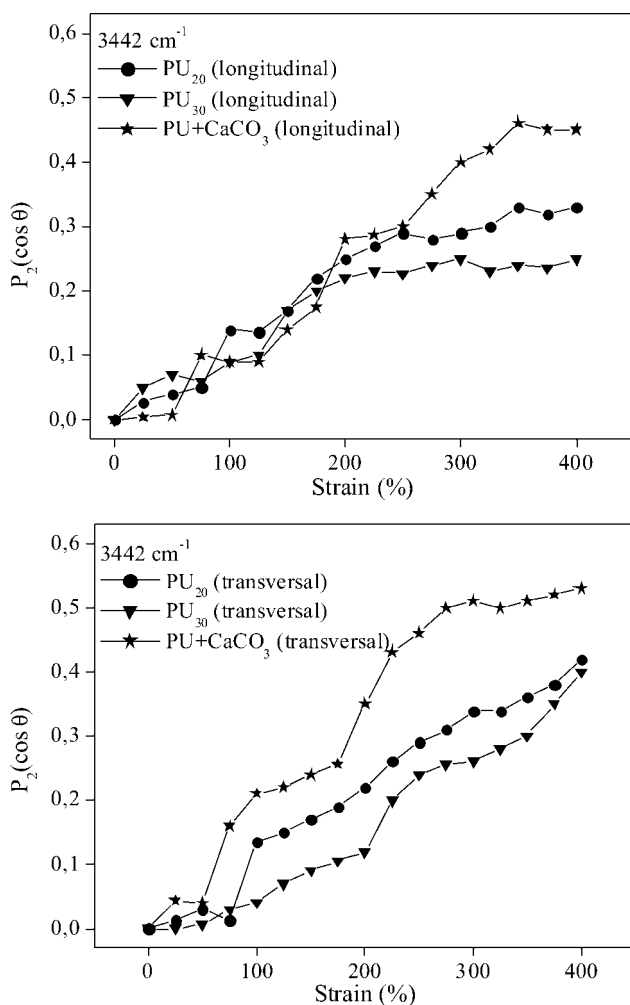 0,6
3442 cm⁻¹
PU₂₀ (longitudinal)
0,5
PU₃₀ (longitudinal)
PU+CaCO₃ (longitudinal)
0,4
0,3
0,2
0,1
0,0
P₂(cos θ)
0 100 200 300 400
Strain (%)
0,6
3442 cm⁻¹
PU₂₀ (transversal)
0,5
PU₃₀ (transversal)
PU+CaCO₃ (transversal)
0,4
0,3
0,2
0,1
0,0
P₂(cos θ)
0 100 200 300 400
Strain (%)